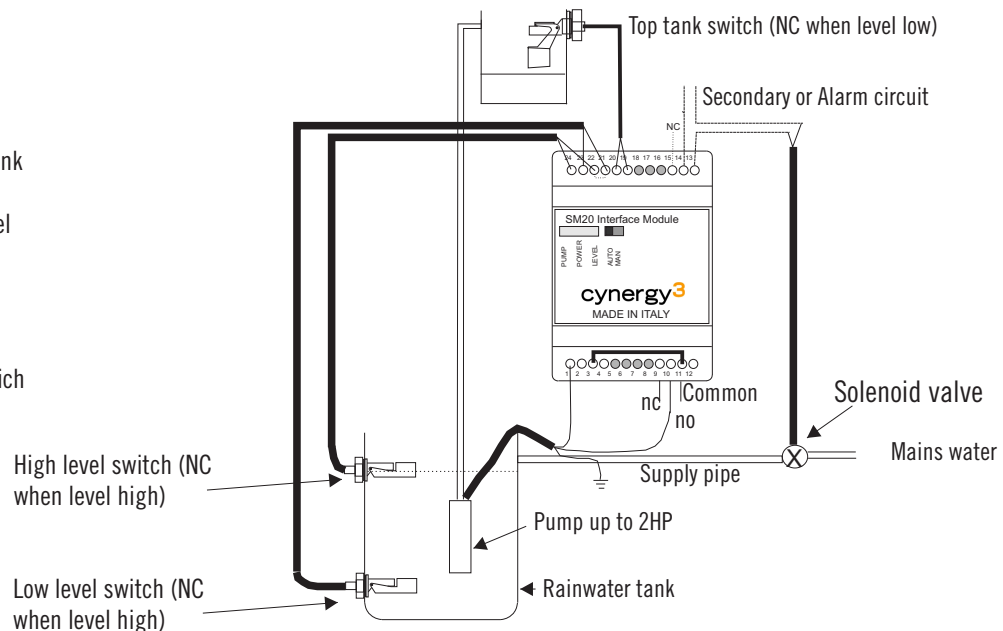 Top tank switch (NC when level low)
Secondary or Alarm circuit
NC
24 23 22 21 20 19 18 17 16 15 14 13
nk
el
SM20 Interface Module
PUMP
POWER
LEVEL
AUTO
MAN
cynergy3
MADE IN ITALY
ich
1 2 3 4 5 6 7 8 9 10 11 12
nc
Common
no
Solenoid valve
High level switch (NC
when level high)
Mains water
Supply pipe
Pump up to 2HP
Low level switch (NC
when level high)
Rainwater tank